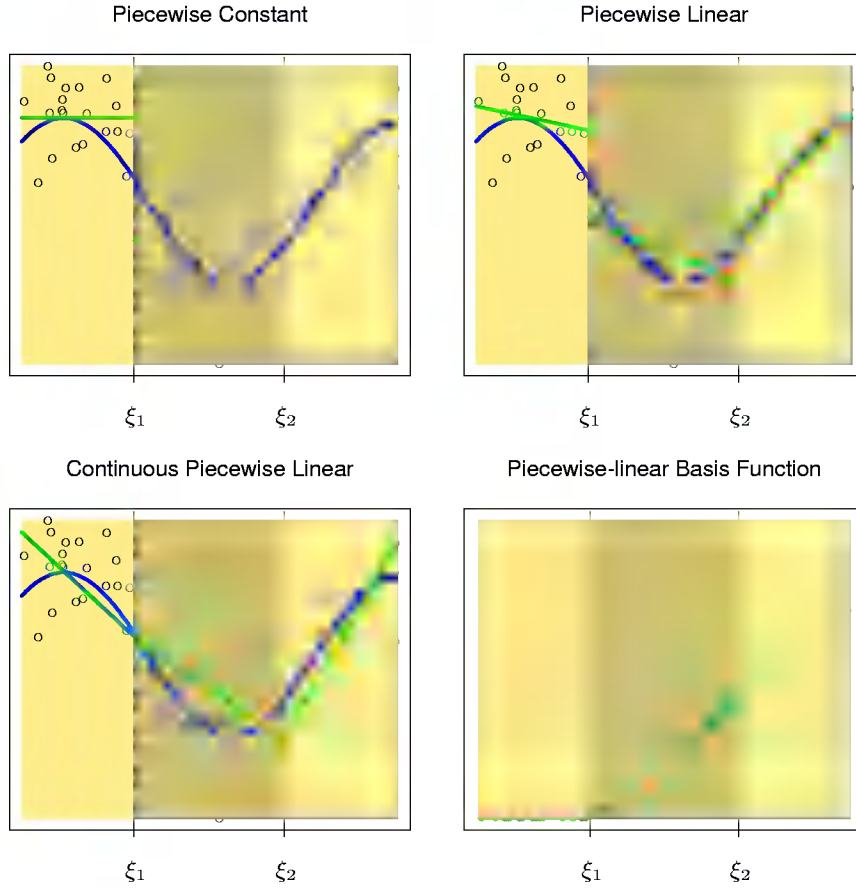 Piecewise Constant
Piecewise Linear
ξ1
ξ2
ξ1
ξ2
Continuous Piecewise Linear
Piecewise-linear Basis Function
ξ1
ξ2
ξ1
ξ2